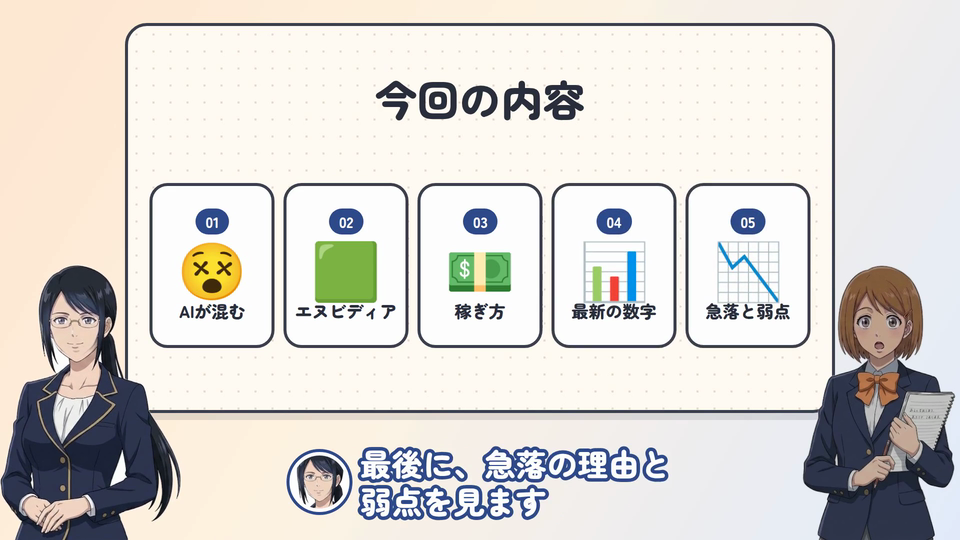 今回の内容
01
AIが混む
02
エヌビディア
03
稼ぎ方
04
最新の数字
05
急落と弱点
最後に、急落の理由と
弱点を見ます